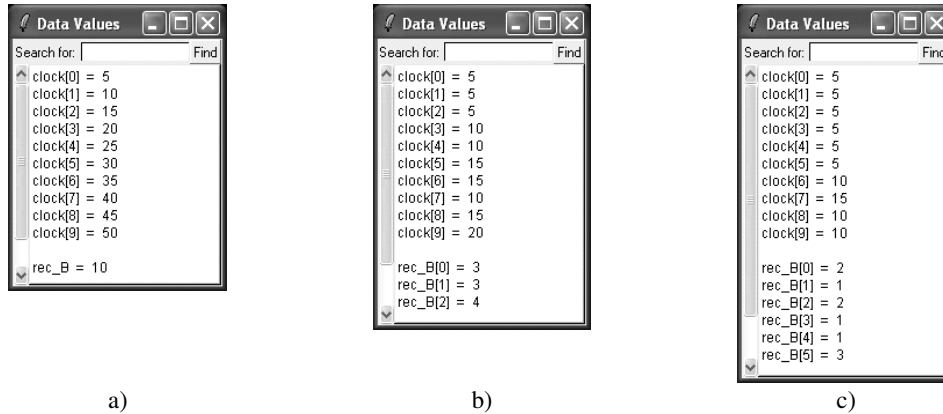 Data Values
Search for: Find
clock[0] = 5
clock[1] = 10
clock[2] = 15
clock[3] = 20
clock[4] = 25
clock[5] = 30
clock[6] = 35
clock[7] = 40
clock[8] = 45
clock[9] = 50
rec_B = 10
a)
Data Values
Search for: Find
clock[0] = 5
clock[1] = 5
clock[2] = 5
clock[3] = 10
clock[4] = 10
clock[5] = 15
clock[6] = 15
clock[7] = 10
clock[8] = 15
clock[9] = 20
rec_B[0] = 3
rec_B[1] = 3
rec_B[2] = 4
b)
Data Values
Search for: Find
clock[0] = 5
clock[1] = 5
clock[2] = 5
clock[3] = 5
clock[4] = 5
clock[5] = 5
clock[6] = 10
clock[7] = 15
clock[8] = 10
clock[9] = 10
rec_B[0] = 2
rec_B[1] = 1
rec_B[2] = 2
rec_B[3] = 1
rec_B[4] = 1
rec_B[5] = 3
c)